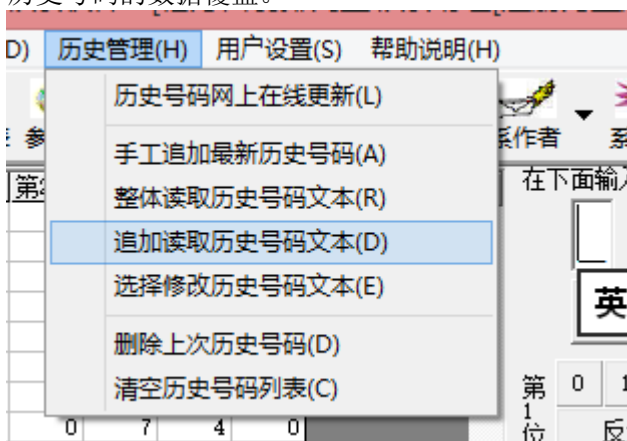 D) 历史管理(H) 用户设置(S) 帮助说明(H)
历史号码网上在线更新(L)
参
系作者
手工追加最新历史号码(A)
第2
在下面输入
整体读取历史号码文本(R)
追加读取历史号码文本(D)
选择修改历史号码文本(E)
英
删除上次历史号码(D)
清空历史号码列表(C)
第1位
0 1
0 7 4 0
反